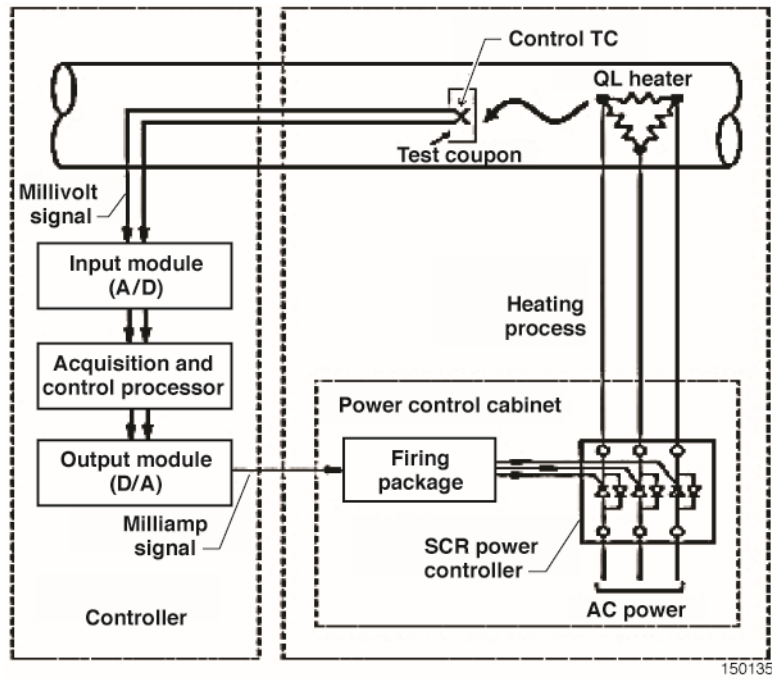 Control TC
QL heater
Test coupon
Millivolt
signal
Input module
(A/D)
Heating
process
Acquisition and
control processor
Power control cabinet
Output module
(D/A)
Firing
package
Milliamp
signal
SCR power
controller
Controller
AC power
150135